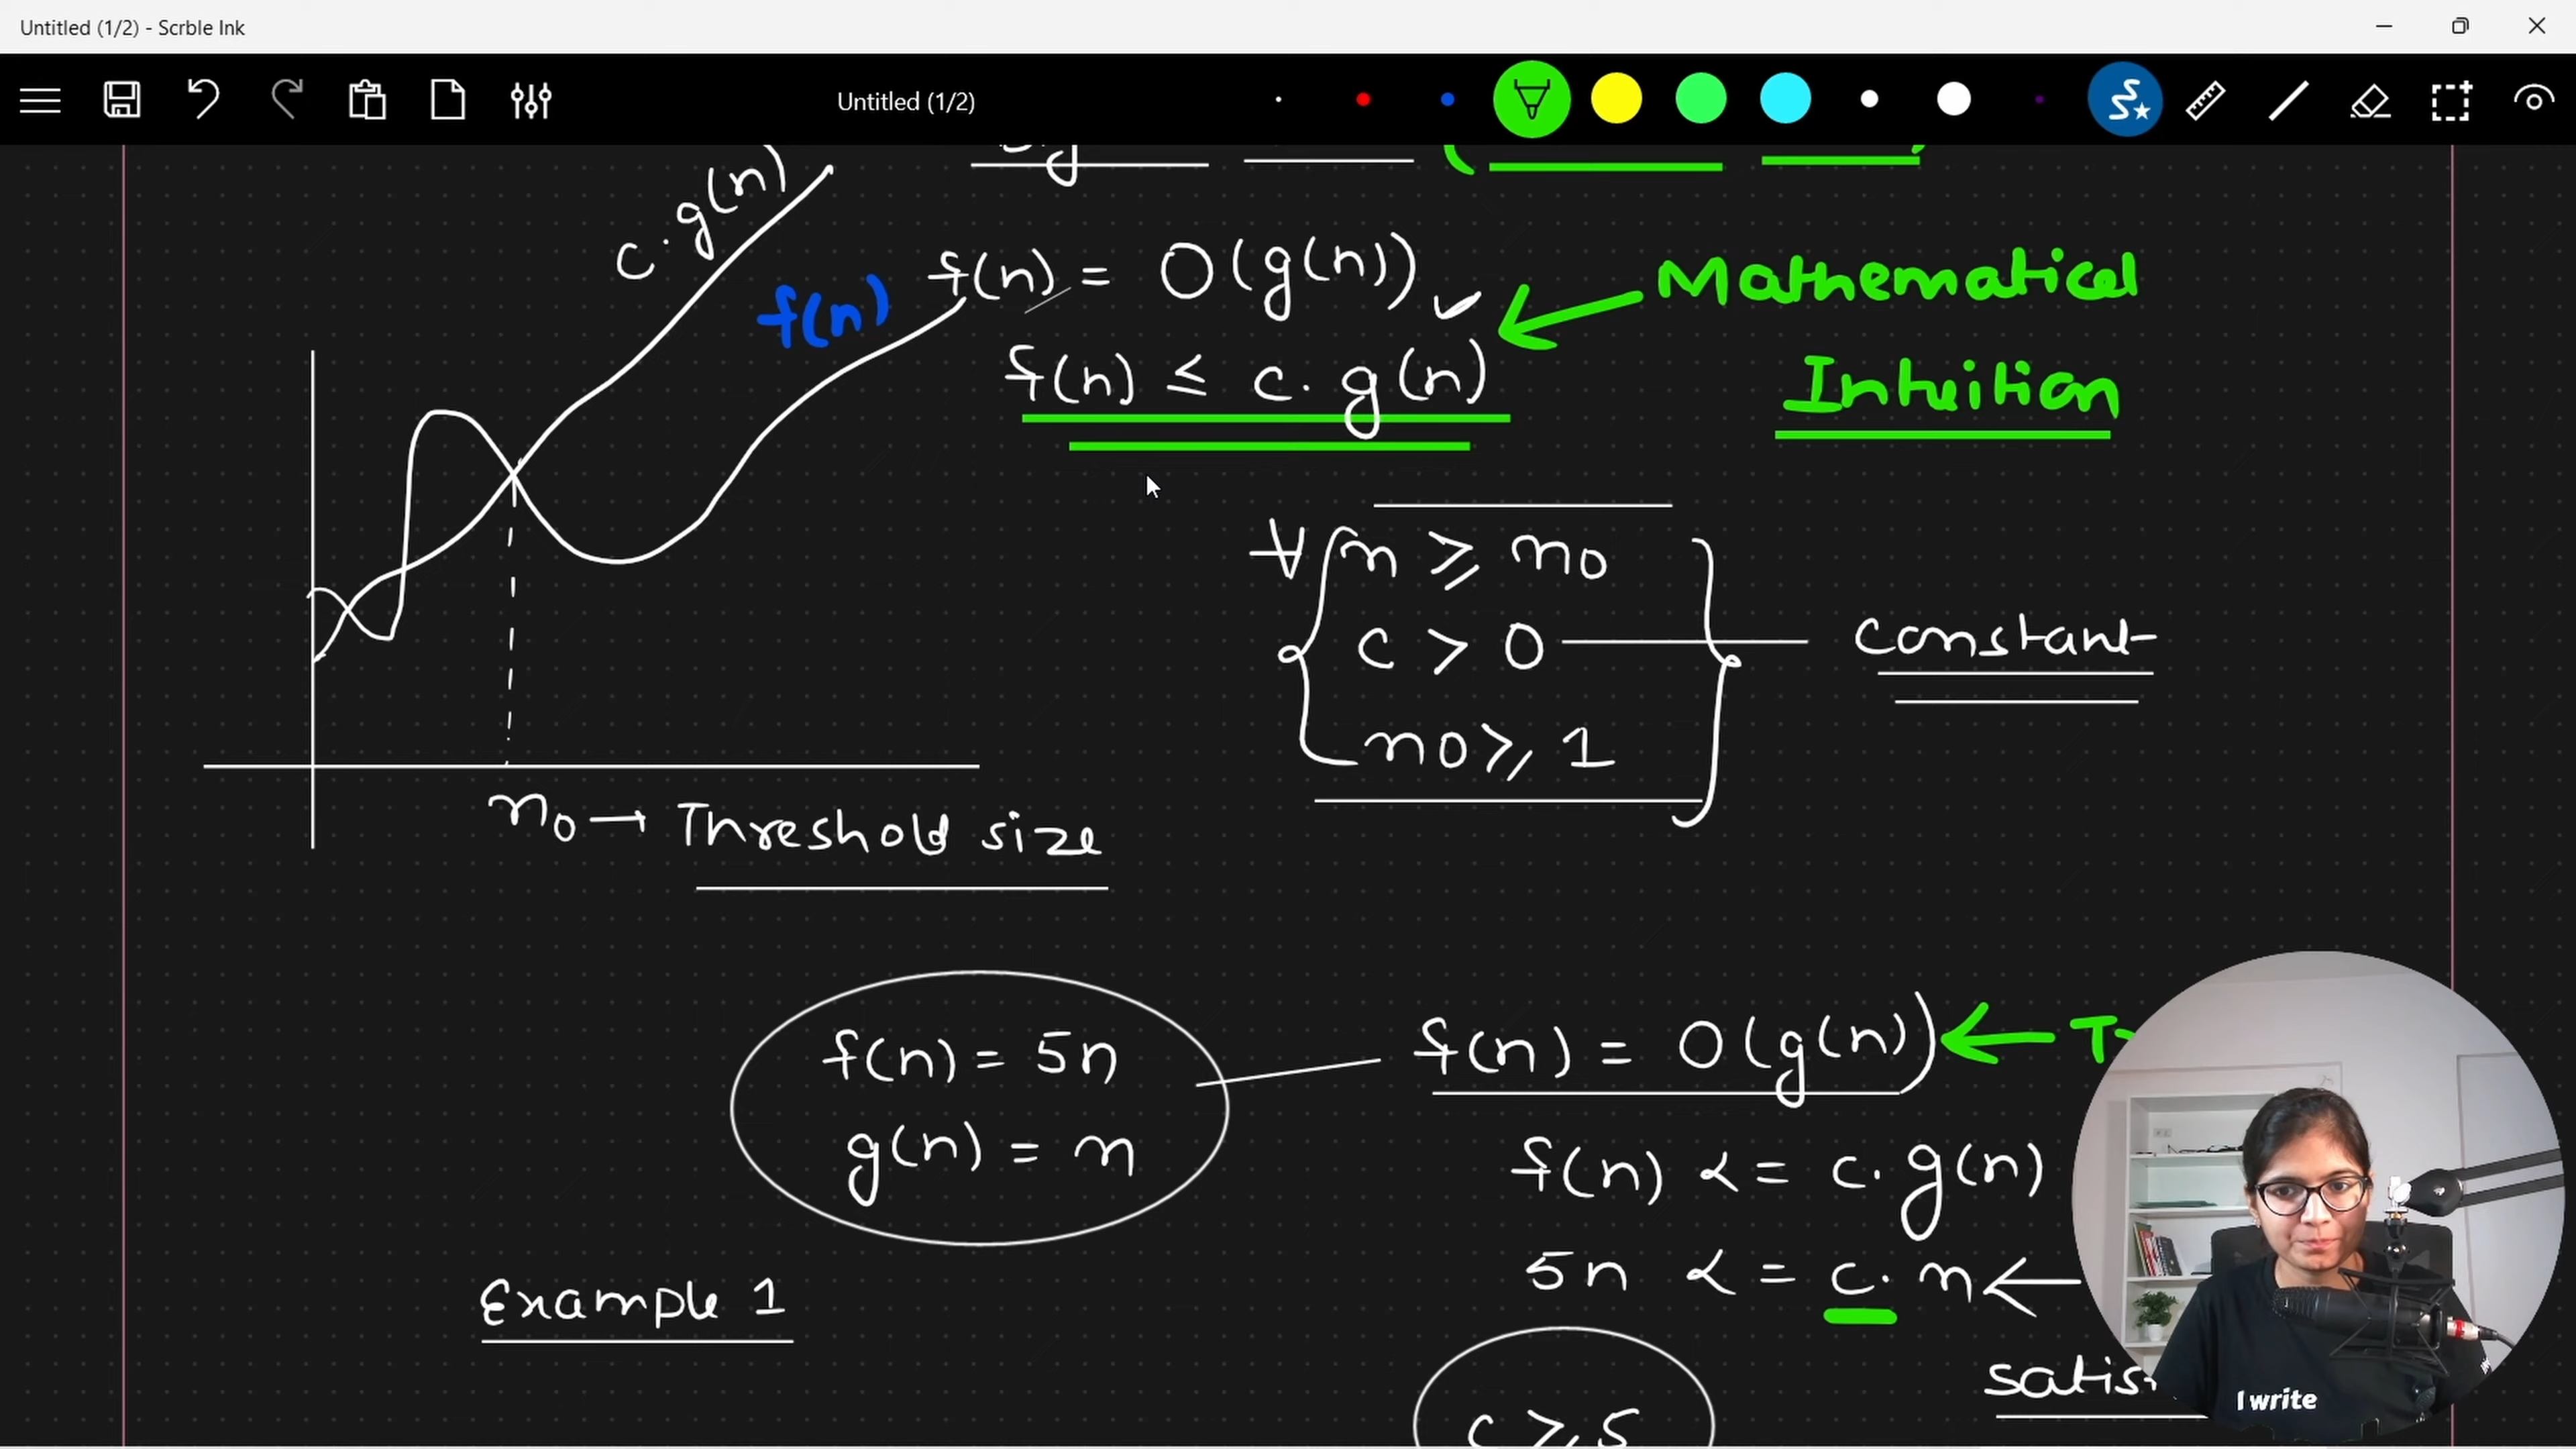 Untitled (1/2) - Scrble Ink
Untitled (1/2)
c. g(n)
f(n)
f(n) = O(g(n))
f(n) ≤ c. g(n)
Mathematical
Intuition
∀ n ≥ n0
c > 0
n0 ≥ 1
Constant
n0 → Threshold size
f(n) = 5n
g(n) = n
Example 1
f(n) = O(g(n))
f(n) <= c. g(n)
5n <= c. n
c ≥ 5
I write